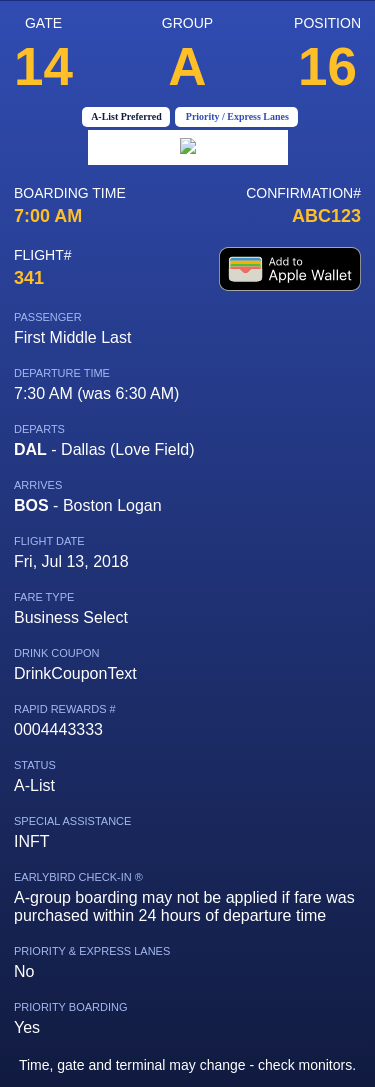 GATE GROUP POSITION
14 A 16
A-List Preferred Priority / Express Lanes
BOARDING TIME CONFIRMATION#
7:00 AM ABC123
FLIGHT#
341
Add to
Apple Wallet
PASSENGER
First Middle Last
DEPARTURE TIME
7:30 AM (was 6:30 AM)
DEPARTS
DAL - Dallas (Love Field)
ARRIVES
BOS - Boston Logan
FLIGHT DATE
Fri, Jul 13, 2018
FARE TYPE
Business Select
DRINK COUPON
DrinkCouponText
RAPID REWARDS #
0004443333
STATUS
A-List
SPECIAL ASSISTANCE
INFT
EARLYBIRD CHECK-IN ®
A-group boarding may not be applied if fare was
purchased within 24 hours of departure time
PRIORITY & EXPRESS LANES
No
PRIORITY BOARDING
Yes
Time, gate and terminal may change - check monitors.